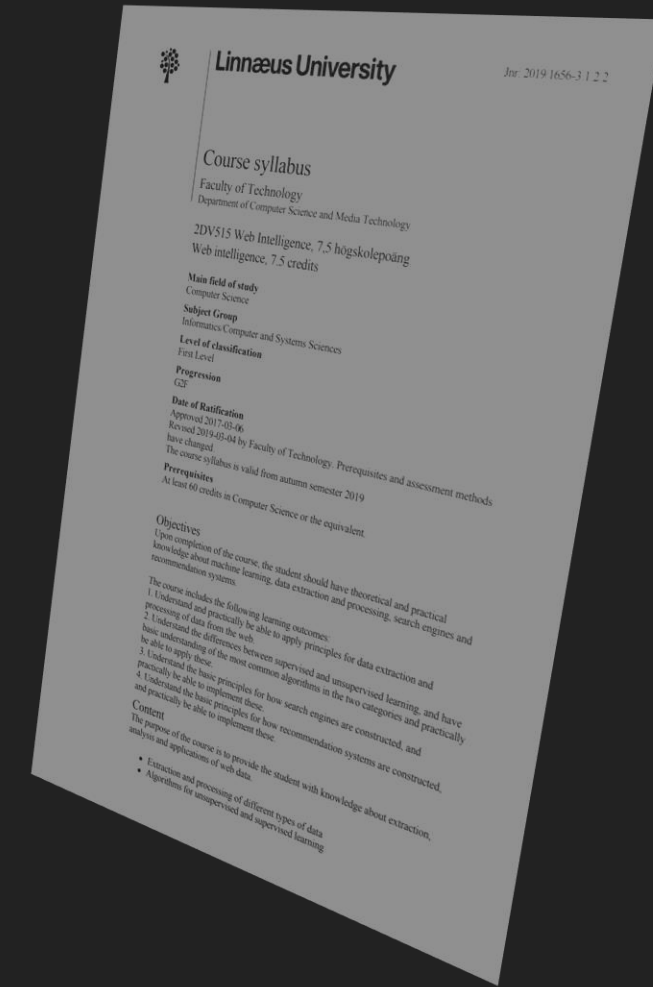 Linnæus University
Jnr: 2019/1656-3.1.2.2
Course syllabus
Faculty of Technology
Department of Computer Science and Media Technology
2DV515 Web Intelligence, 7,5 högskolepoäng
Web intelligence, 7.5 credits
Main field of study
Computer Science
Subject Group
Informatics/Computer and Systems Sciences
Level of classification
First Level
Progression
G2F
Date of Ratification
Approved 2017-03-06
Revised 2019-03-04 by Faculty of Technology. Prerequisites and assessment methods
have changed.
The course syllabus is valid from autumn semester 2019
Prerequisites
At least 60 credits in Computer Science or the equivalent.
Objectives
Upon completion of the course, the student should have theoretical and practical
knowledge about machine learning, data extraction and processing, search engines and
recommendation systems.
The course includes the following learning outcomes:
1. Understand and practically be able to apply principles for data extraction and
processing of data from the web.
2. Understand the differences between supervised and unsupervised learning, and have
basic understanding of the most common algorithms in the two categories and practically
be able to apply these.
3. Understand the basic principles for how search engines are constructed, and
practically be able to implement these.
4. Understand the basic principles for how recommendation systems are constructed,
and practically be able to implement these.
Content
The purpose of the course is to provide the student with knowledge about extraction,
analysis and applications of web data.
• Extraction and processing of different types of data
• Algorithms for unsupervised and supervised learning